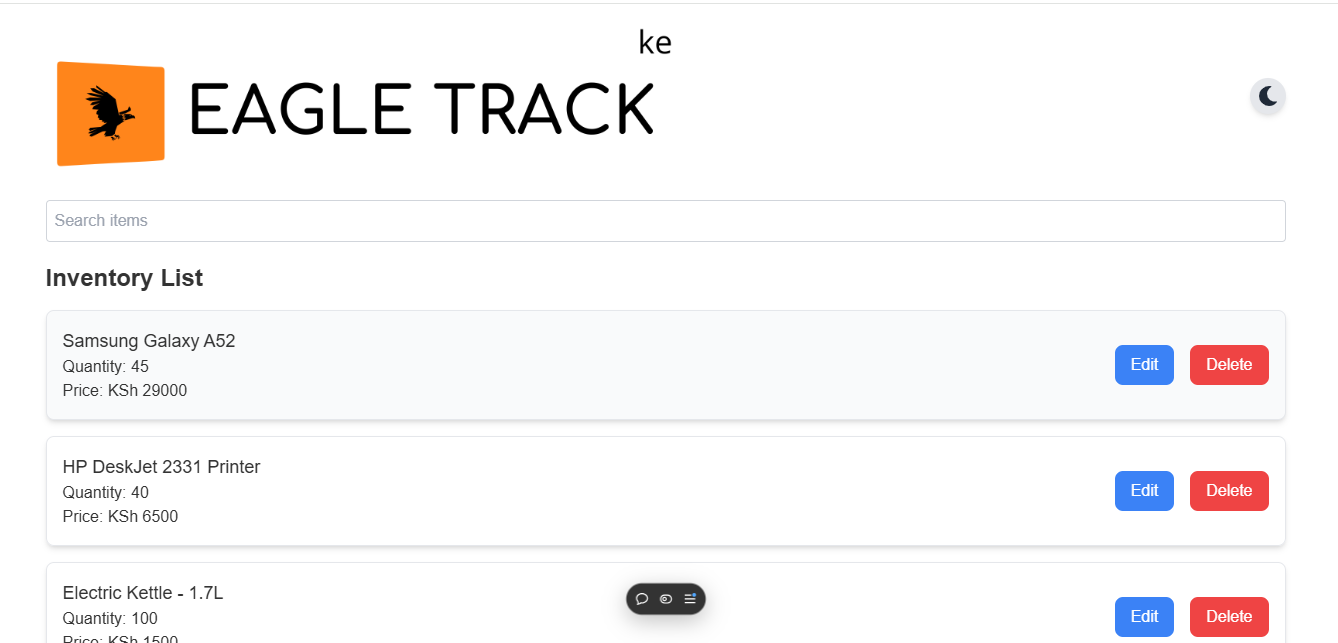 ke
EAGLE TRACK
Search items
Inventory List
Samsung Galaxy A52
Quantity: 45
Price: KSh 29000
Edit
Delete
HP DeskJet 2331 Printer
Quantity: 40
Price: KSh 6500
Edit
Delete
Electric Kettle - 1.7L
Quantity: 100
Price: KSh 1500
Edit
Delete